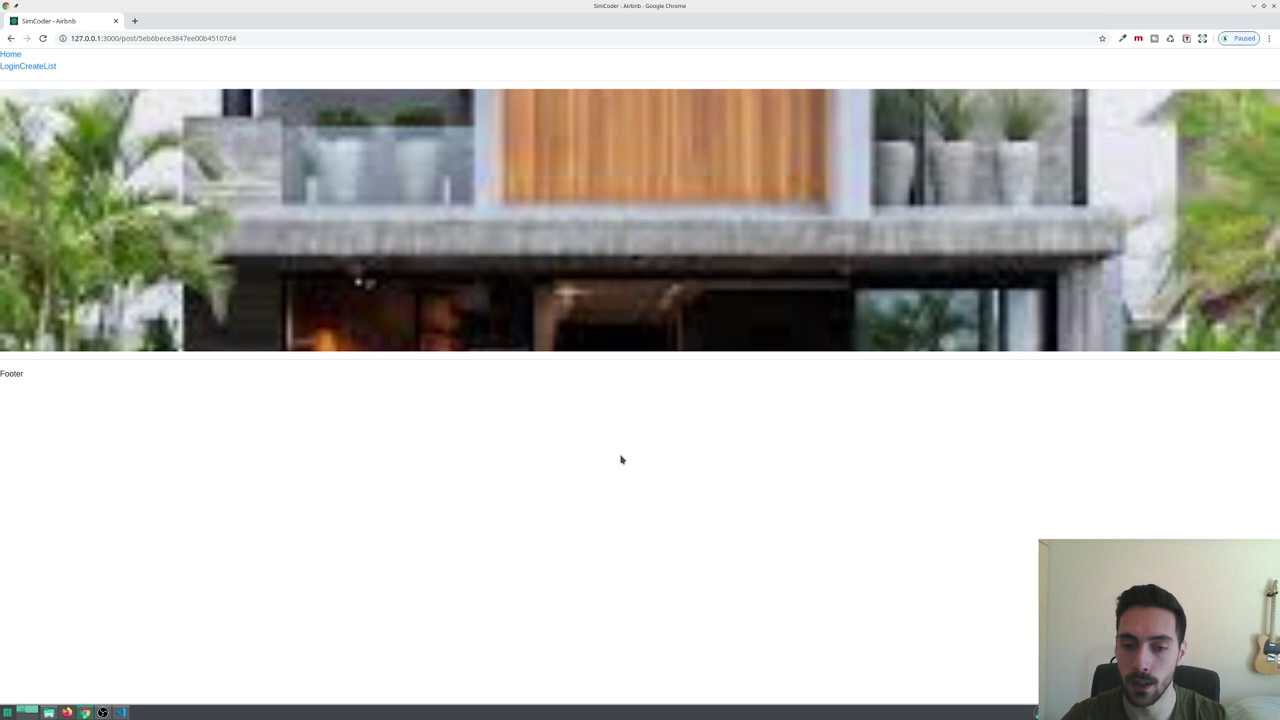 SimCoder - Airbnb - Google Chrome
SimCoder - Airbnb
127.0.0.1:3000/post/5eb6bece3847ee00b45107d4
Paused
Home
LoginCreateList
Footer